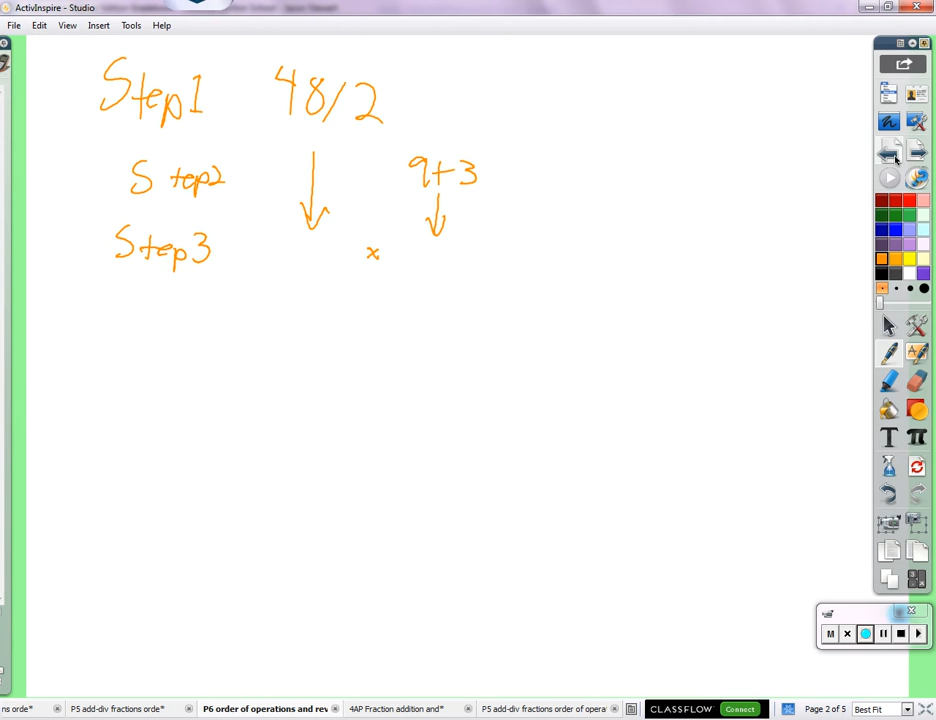 ActivInspire - Studio
File Edit View Insert Tools Help
Step1 48/2
Step2 9+3
Step3 x
M
ns orde* P5 add-div fractions orde* P6 order of operations and rev 4AP Fraction addition and* P5 add-div fractions order of opera CLASSFLOW Connect Page 2 of 5 Best Fit